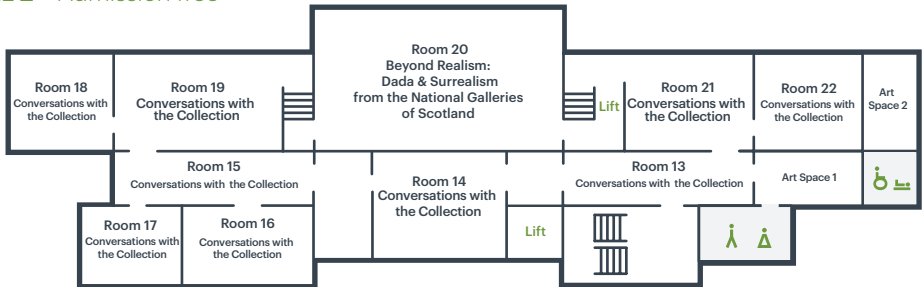 Admission free
Room 20
Beyond Realism:
Dada & Surrealism
from the National Galleries
of Scotland
Room 18
Conversations with
the Collection
Room 19
Conversations with
the Collection
Lift
Room 21
Conversations with
the Collection
Room 22
Conversations with
the Collection
Art
Space 2
Room 15
Conversations with the Collection
Room 14
Conversations with
the Collection
Room 13
Conversations with the Collection
Art Space 1
Room 17
Conversations with
the Collection
Room 16
Conversations with
the Collection
Lift